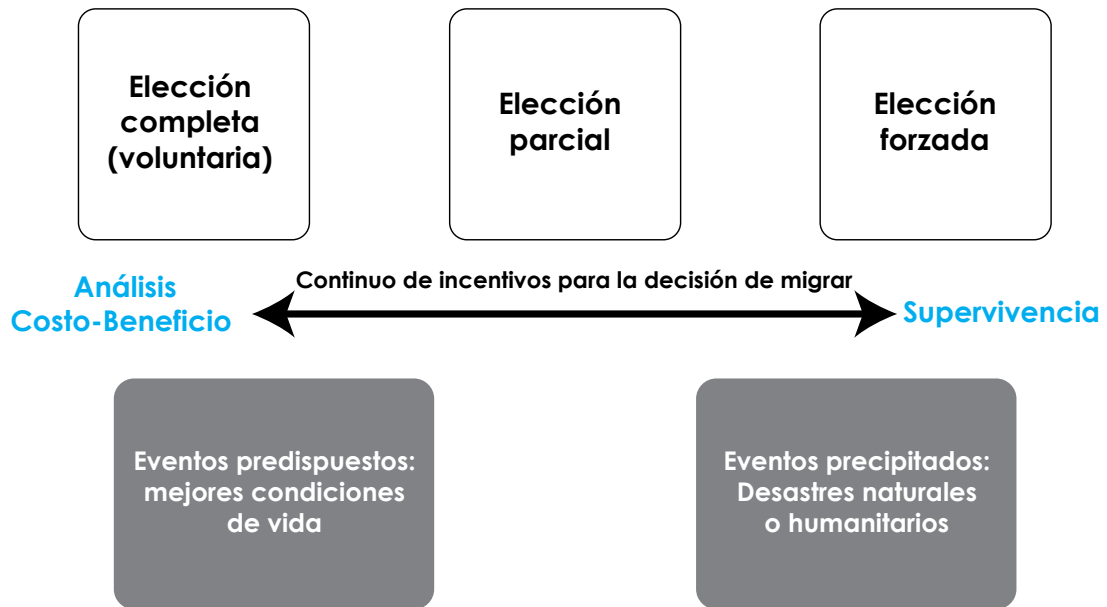 Elección
completa
(voluntaria)
Elección
parcial
Elección
forzada
Continuo de incentivos para la decisión de migrar
Análisis
Costo-Beneficio
Supervivencia
Eventos predispuestos:
mejores condiciones
de vida
Eventos precipitados:
Desastres naturales
o humanitarios